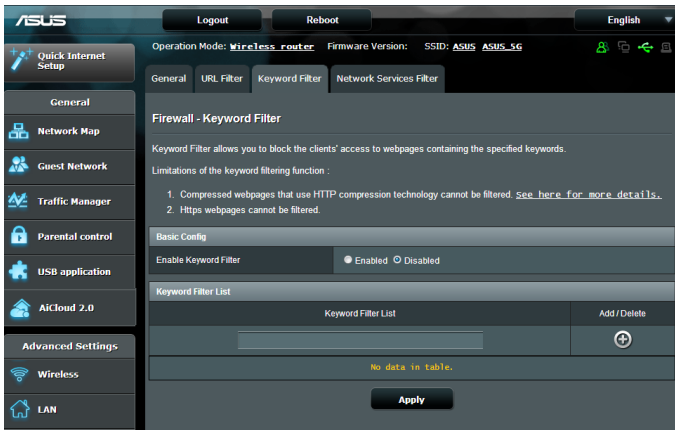 ASUS
Logout
Reboot
English
Quick Internet
Setup
General
Network Map
Guest Network
Traffic Manager
Parental control
USB application
AiCloud 2.0
Advanced Settings
Wireless
LAN
Operation Mode: Wireless router Firmware Version: SSID: ASUS ASUS_5G
General URL Filter Keyword Filter Network Services Filter
Firewall - Keyword Filter
Keyword Filter allows you to block the clients' access to webpages containing the specified keywords.
Limitations of the keyword filtering function :
1. Compressed webpages that use HTTP compression technology cannot be filtered. See here for more details.
2. Https webpages cannot be filtered.
Basic Config
Enable Keyword Filter Enabled Disabled
Keyword Filter List
Keyword Filter List Add / Delete
No data in table.
Apply